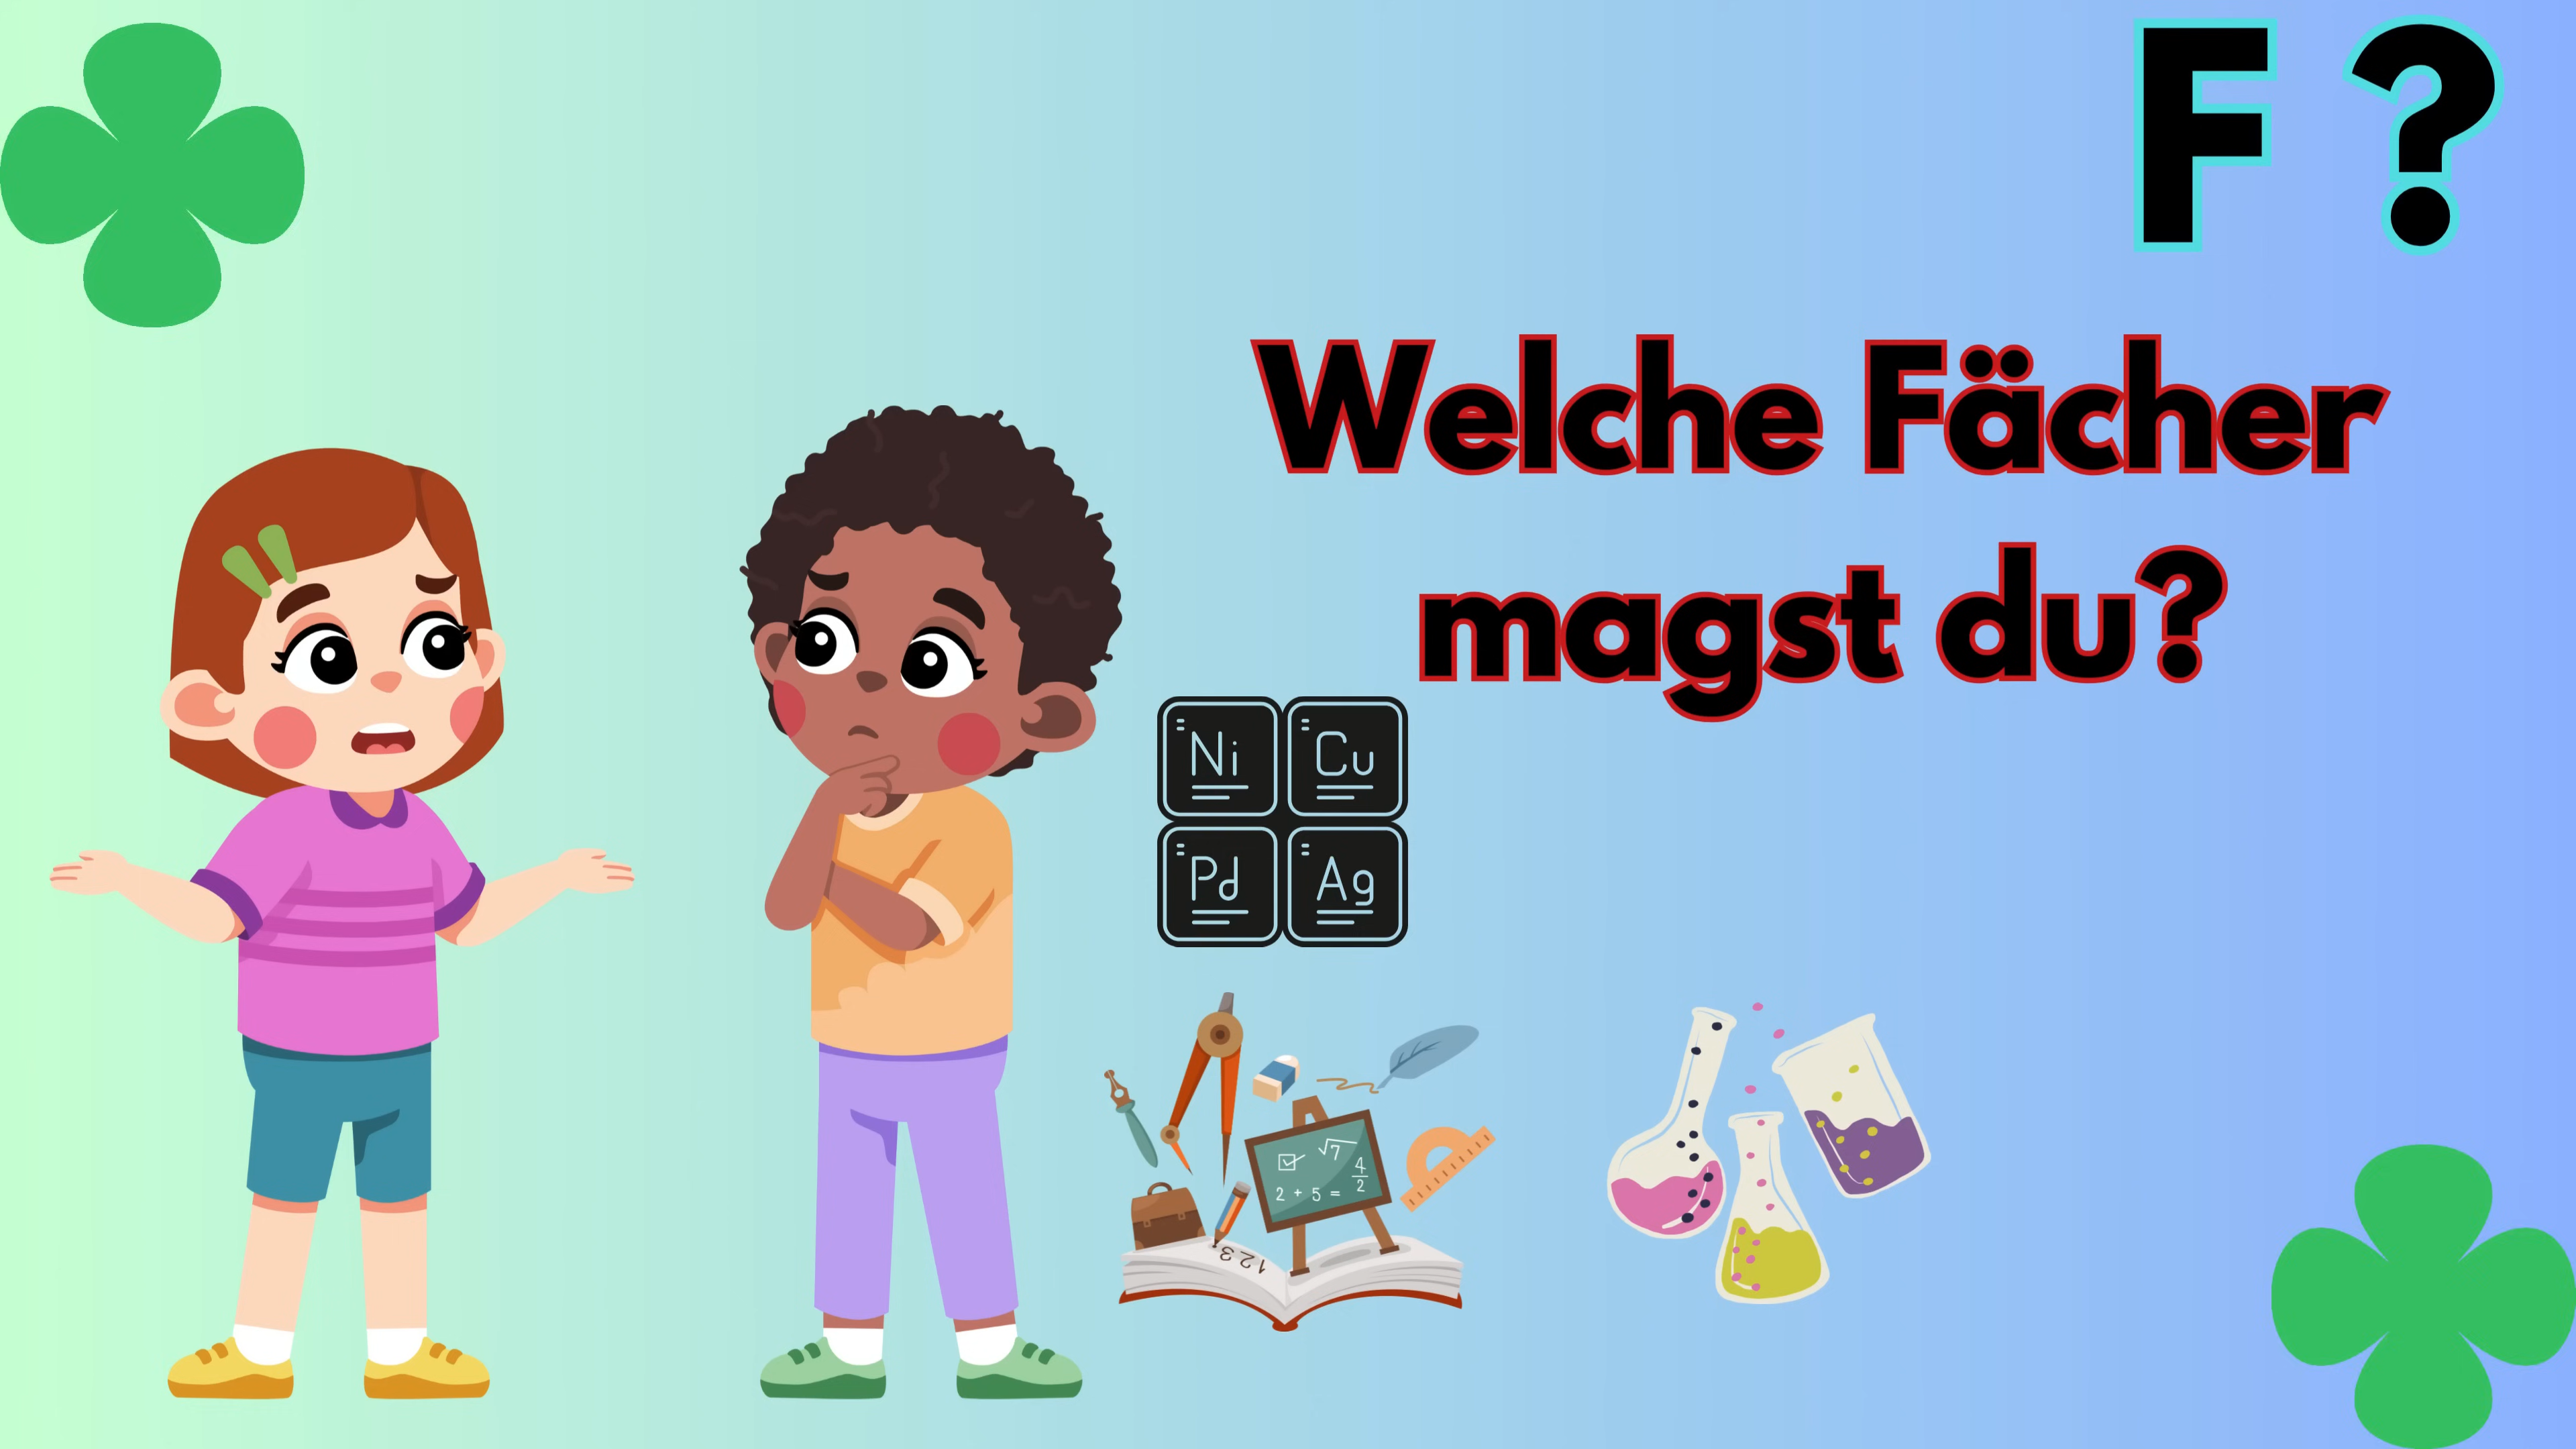 F ?
Welche Fächer
magst du?
Ni Cu
Pd Ag
√7
2 + 5 = 4/2
123